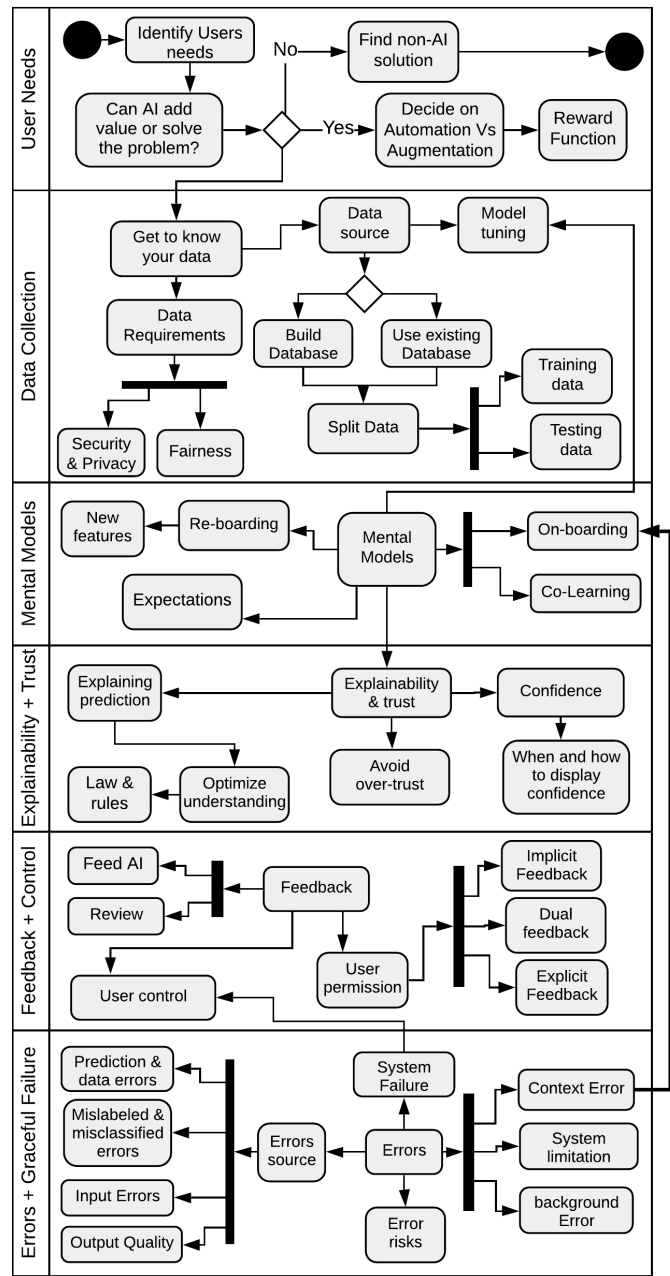 User Needs
Identify Users
needs
No
Find non-AI
solution
Can AI add
value or solve
the problem?
Yes
Decide on
Automation Vs
Augmentation
Reward
Function
Data Collection
Get to know
your data
Data
source
Model
tuning
Data
Requirements
Build
Database
Use existing
Database
Training
data
Security
& Privacy
Fairness
Split Data
Testing
data
Mental Models
New
features
Re-boarding
Mental
Models
On-boarding
Expectations
Co-Learning
Explainability + Trust
Explaining
prediction
Explainability
& trust
Confidence
Law &
rules
Optimize
understanding
Avoid
over-trust
When and how
to display
confidence
Feedback + Control
Feed AI
Feedback
Implicit
Feedback
Review
Dual
feedback
User control
User
permission
Explicit
Feedback
Errors + Graceful Failure
Prediction &
data errors
System
Failure
Context Error
Mislabeled &
misclassified
errors
Errors
source
Errors
System
limitation
Input Errors
Output Quality
Error
risks
background
Error